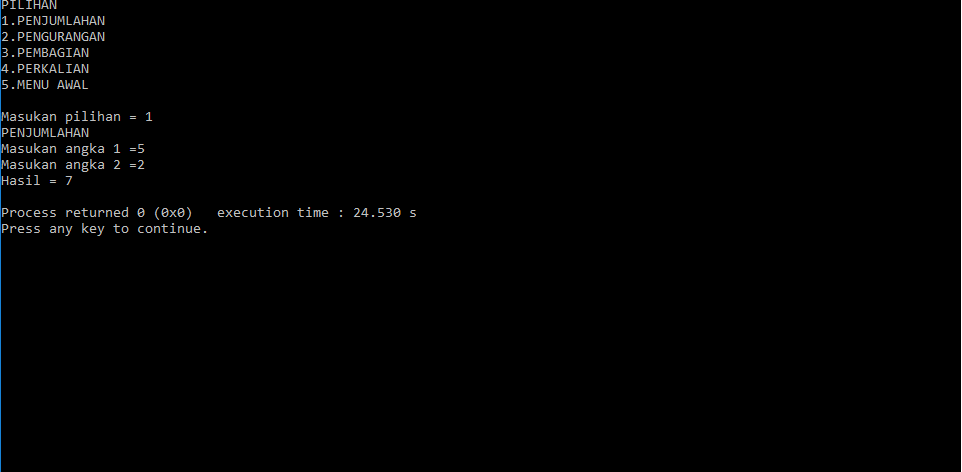 PILIHAN
1.PENJUMLAHAN
2.PENGURANGAN
3.PEMBAGIAN
4.PERKALIAN
5.MENU AWAL
Masukan pilihan = 1
PENJUMLAHAN
Masukan angka 1 =5
Masukan angka 2 =2
Hasil = 7
Process returned 0 (0x0)   execution time : 24.530 s
Press any key to continue.